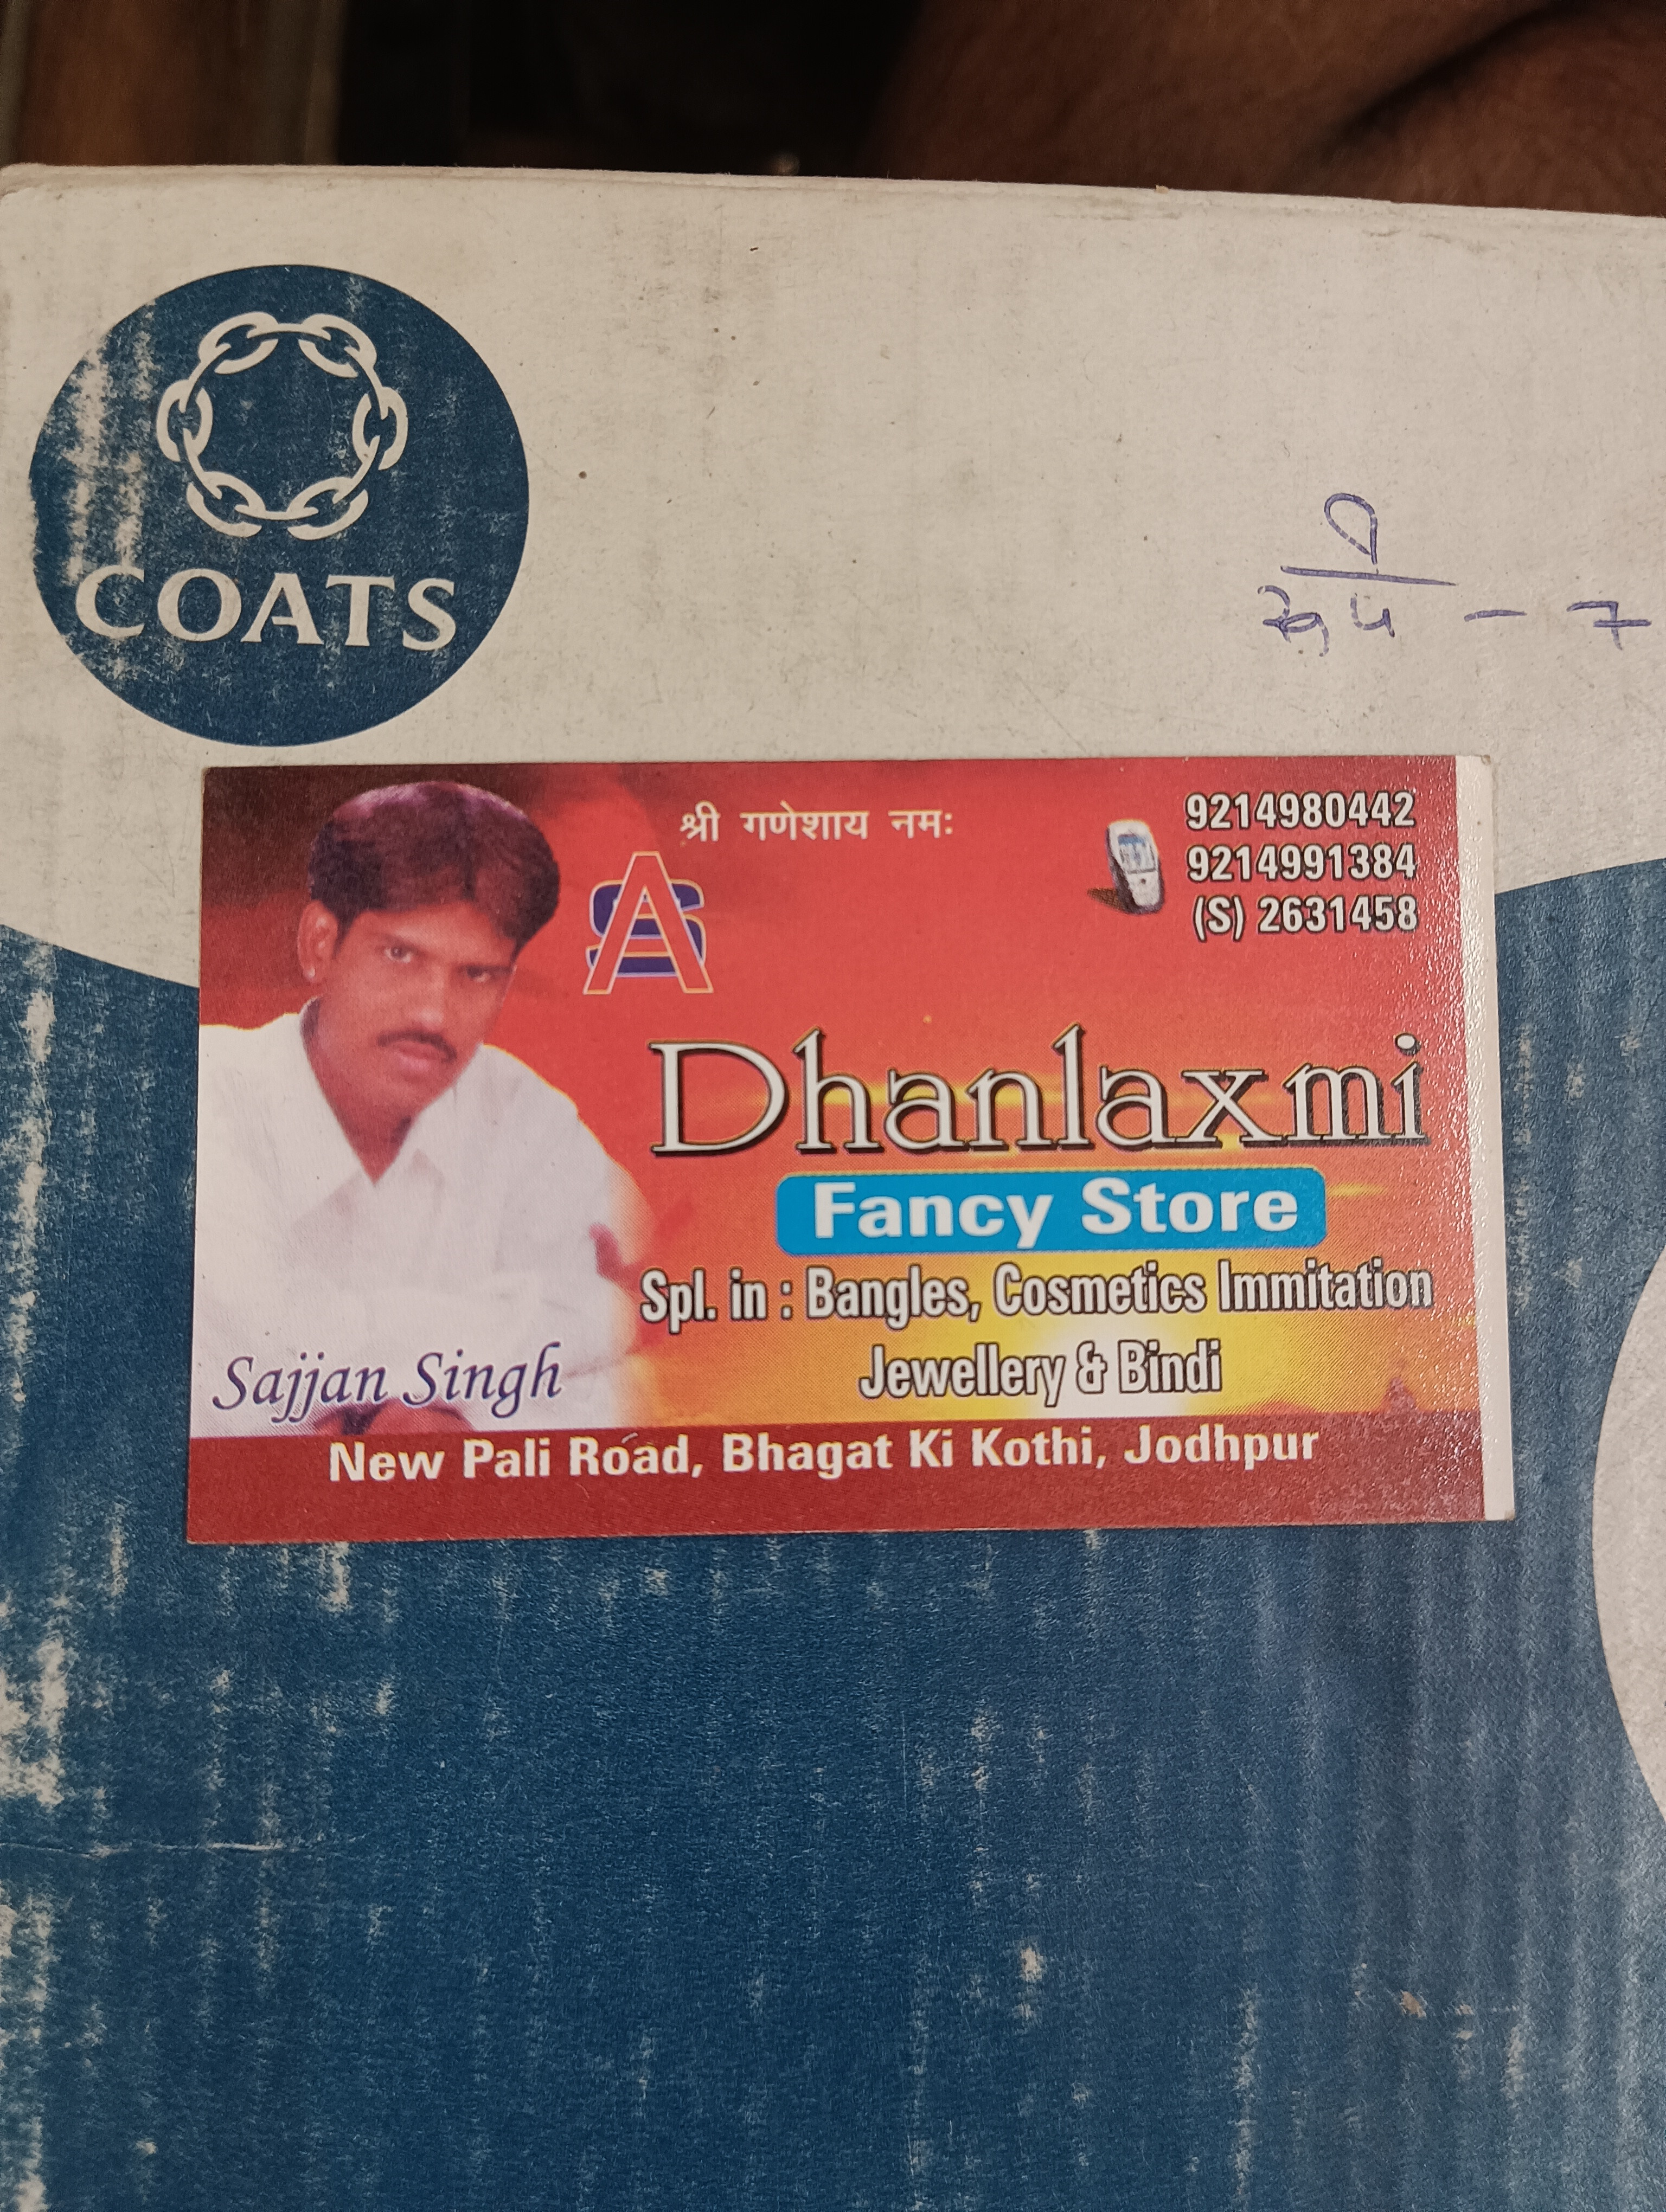 COATS
श्री गणेशाय नमः
9214980442
9214991384
(S) 2631458
AS
Dhanlaxmi
Fancy Store
Spl. in : Bangles, Cosmetics Immitation
Jewellery & Bindi
Sajjan Singh
New Pali Road, Bhagat Ki Kothi, Jodhpur